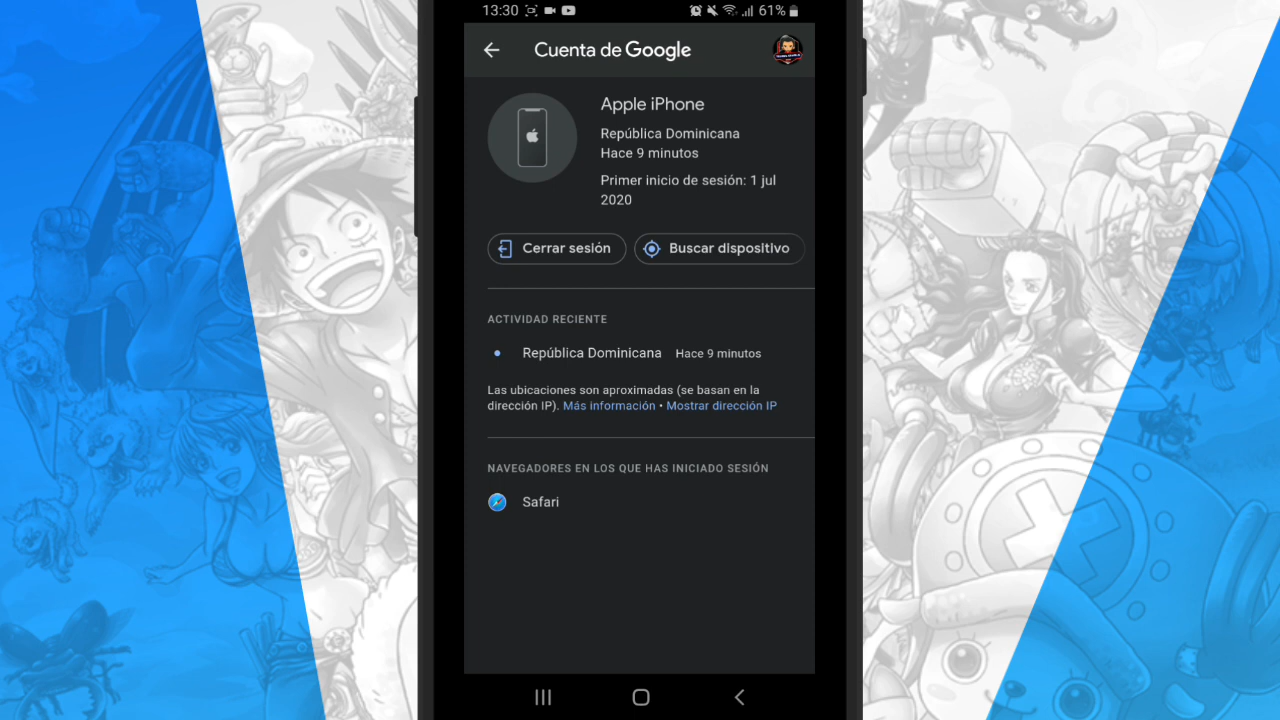 13:30
61%
Cuenta de Google
Apple iPhone
República Dominicana
Hace 9 minutos
Primer inicio de sesión: 1 jul
2020
Cerrar sesión
Buscar dispositivo
ACTIVIDAD RECIENTE
República Dominicana Hace 9 minutos
Las ubicaciones son aproximadas (se basan en la
dirección IP). Más información • Mostrar dirección IP
NAVEGADORES EN LOS QUE HAS INICIADO SESIÓN
Safari